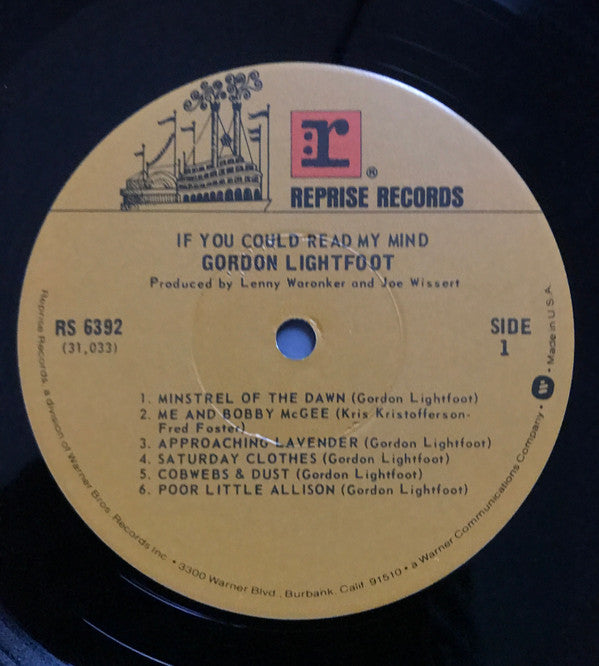 r ®
REPRISE RECORDS
IF YOU COULD READ MY MIND
GORDON LIGHTFOOT
Produced by Lenny Waronker and Joe Wissert
RS 6392
(31,033)
SIDE
1
1. MINSTREL OF THE DAWN (Gordon Lightfoot)
2. ME AND BOBBY McGEE (Kris Kristofferson-
Fred Foster)
3. APPROACHING LAVENDER (Gordon Lightfoot)
4. SATURDAY CLOTHES (Gordon Lightfoot)
5. COBWEBS & DUST (Gordon Lightfoot)
6. POOR LITTLE ALLISON (Gordon Lightfoot)
Reprise Records, a division of Warner Bros. Records Inc. • 3300 Warner Blvd., Burbank, Calif. 91510 • a Warner Communications Company • W • Made in U.S.A.